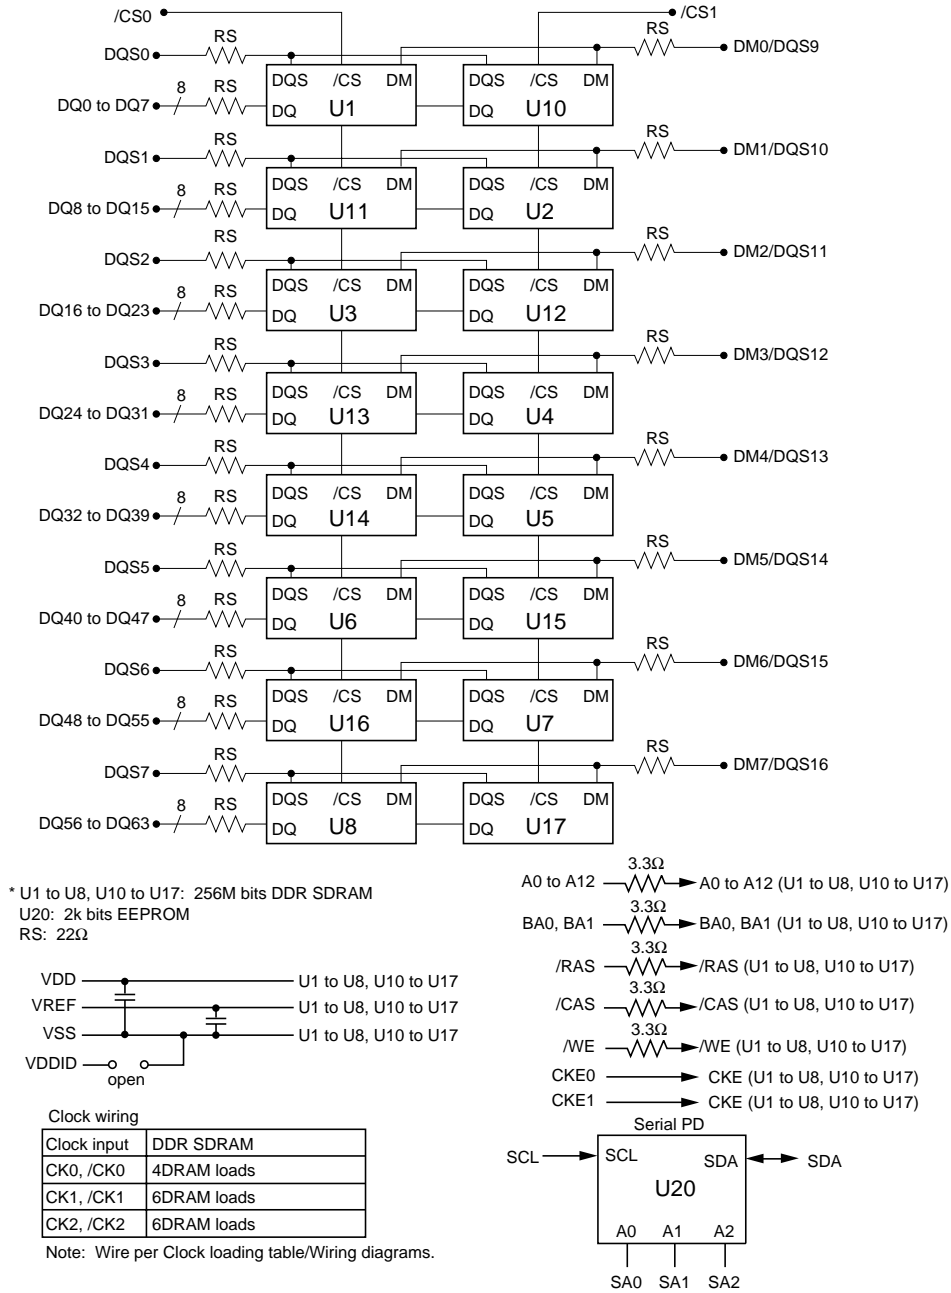 /CS0
/CS1
RS
RS
DQS0
DM0/DQS9
8
RS
DQS /CS DM
DQS /CS DM
DQ0 to DQ7
DQ U1
DQ U10
RS
RS
DQS1
DM1/DQS10
8
RS
DQS /CS DM
DQS /CS DM
DQ8 to DQ15
DQ U11
DQ U2
RS
RS
DQS2
DM2/DQS11
8
RS
DQS /CS DM
DQS /CS DM
DQ16 to DQ23
DQ U3
DQ U12
RS
RS
DQS3
DM3/DQS12
8
RS
DQS /CS DM
DQS /CS DM
DQ24 to DQ31
DQ U13
DQ U4
RS
RS
DQS4
DM4/DQS13
8
RS
DQS /CS DM
DQS /CS DM
DQ32 to DQ39
DQ U14
DQ U5
RS
RS
DQS5
DM5/DQS14
8
RS
DQS /CS DM
DQS /CS DM
DQ40 to DQ47
DQ U6
DQ U15
RS
RS
DQS6
DM6/DQS15
8
RS
DQS /CS DM
DQS /CS DM
DQ48 to DQ55
DQ U16
DQ U7
RS
RS
DQS7
DM7/DQS16
8
RS
DQS /CS DM
DQS /CS DM
DQ56 to DQ63
DQ U8
DQ U17
* U1 to U8, U10 to U17: 256M bits DDR SDRAM
U20: 2k bits EEPROM
RS: 22Ω
VDD U1 to U8, U10 to U17
VREF U1 to U8, U10 to U17
VSS U1 to U8, U10 to U17
VDDID
open
Clock wiring
Clock input DDR SDRAM
CK0, /CK0 4DRAM loads
CK1, /CK1 6DRAM loads
CK2, /CK2 6DRAM loads
Note: Wire per Clock loading table/Wiring diagrams.
3.3Ω
A0 to A12 A0 to A12 (U1 to U8, U10 to U17)
3.3Ω
BA0, BA1 BA0, BA1 (U1 to U8, U10 to U17)
3.3Ω
/RAS /RAS (U1 to U8, U10 to U17)
3.3Ω
/CAS /CAS (U1 to U8, U10 to U17)
3.3Ω
/WE /WE (U1 to U8, U10 to U17)
CKE0 CKE (U1 to U8, U10 to U17)
CKE1 CKE (U1 to U8, U10 to U17)
Serial PD
SCL SCL SDA SDA
U20
A0 A1 A2
SA0 SA1 SA2